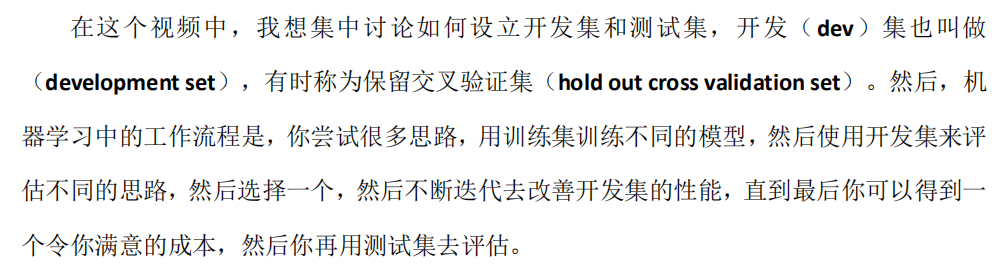 在这个视频中，我想集中讨论如何设立开发集和测试集，开发（dev）集也叫做
（development set），有时称为保留交叉验证集（hold out cross validation set）。然后，机
器学习中的工作流程是，你尝试很多思路，用训练集训练不同的模型，然后使用开发集来评
估不同的思路，然后选择一个，然后不断迭代去改善开发集的性能，直到最后你可以得到一
个令你满意的成本，然后你再用测试集去评估。